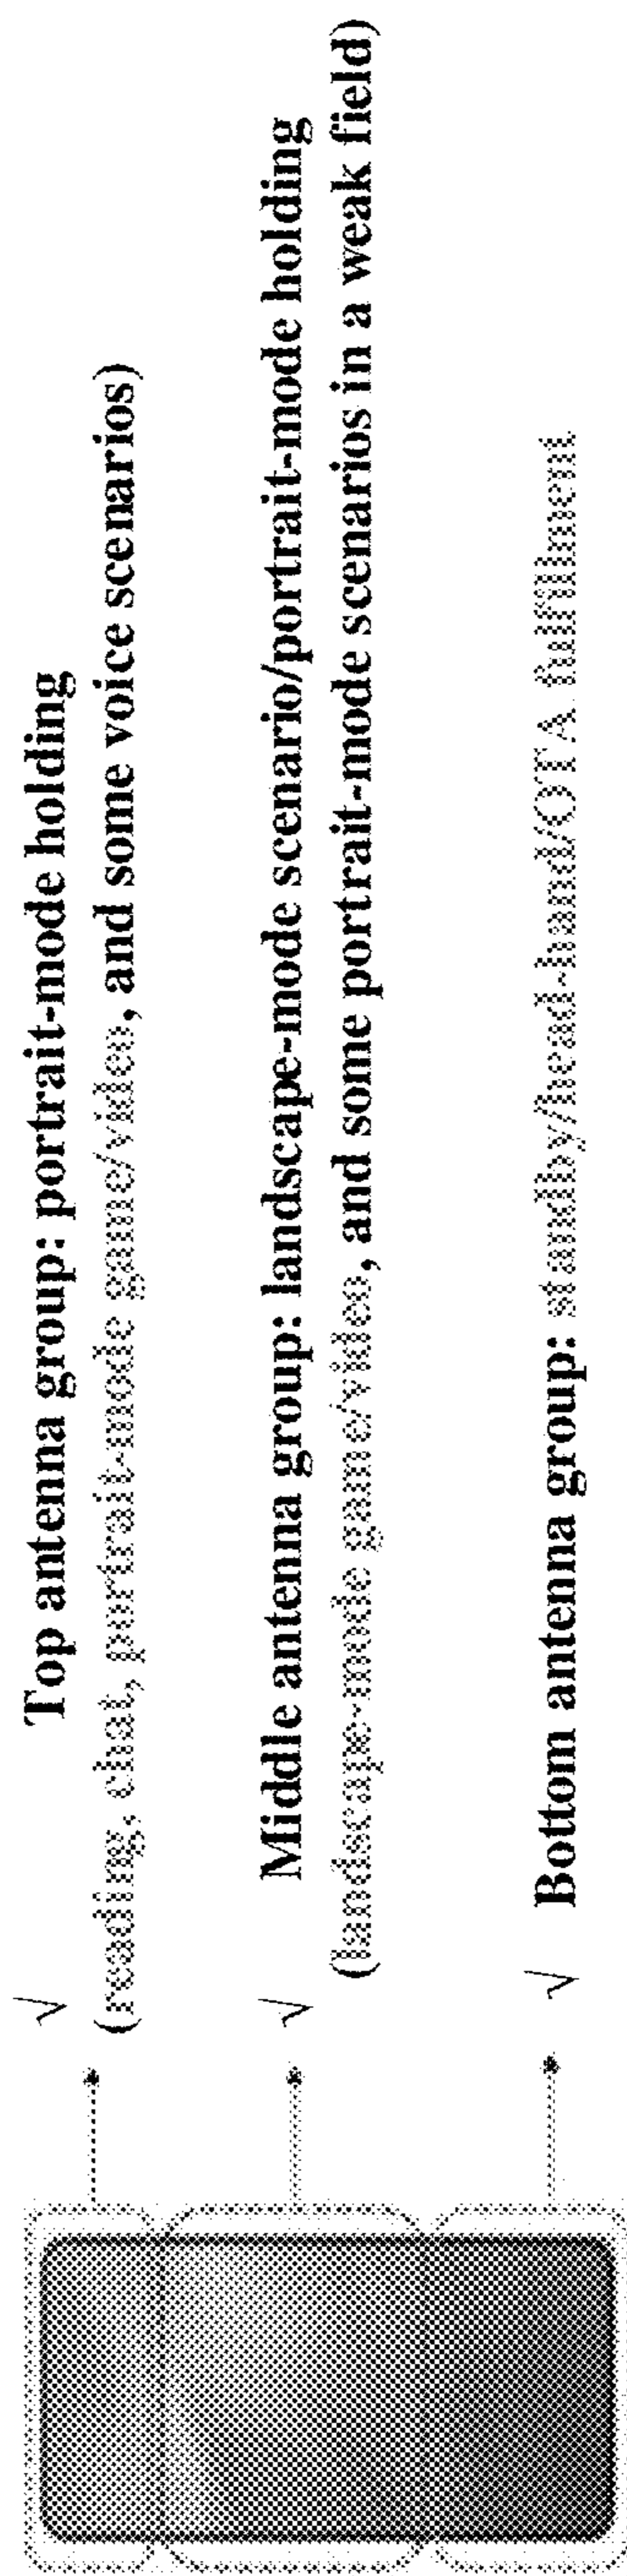 √ Top antenna group: portrait-mode holding
(reading, chat, portrait-mode game/video, and some voice scenarios)
√ Middle antenna group: landscape-mode scenario/portrait-mode holding
(landscape-mode game/video, and some portrait-mode scenarios in a weak field)
√ Bottom antenna group: standby/head-hand/OTA fulfillment